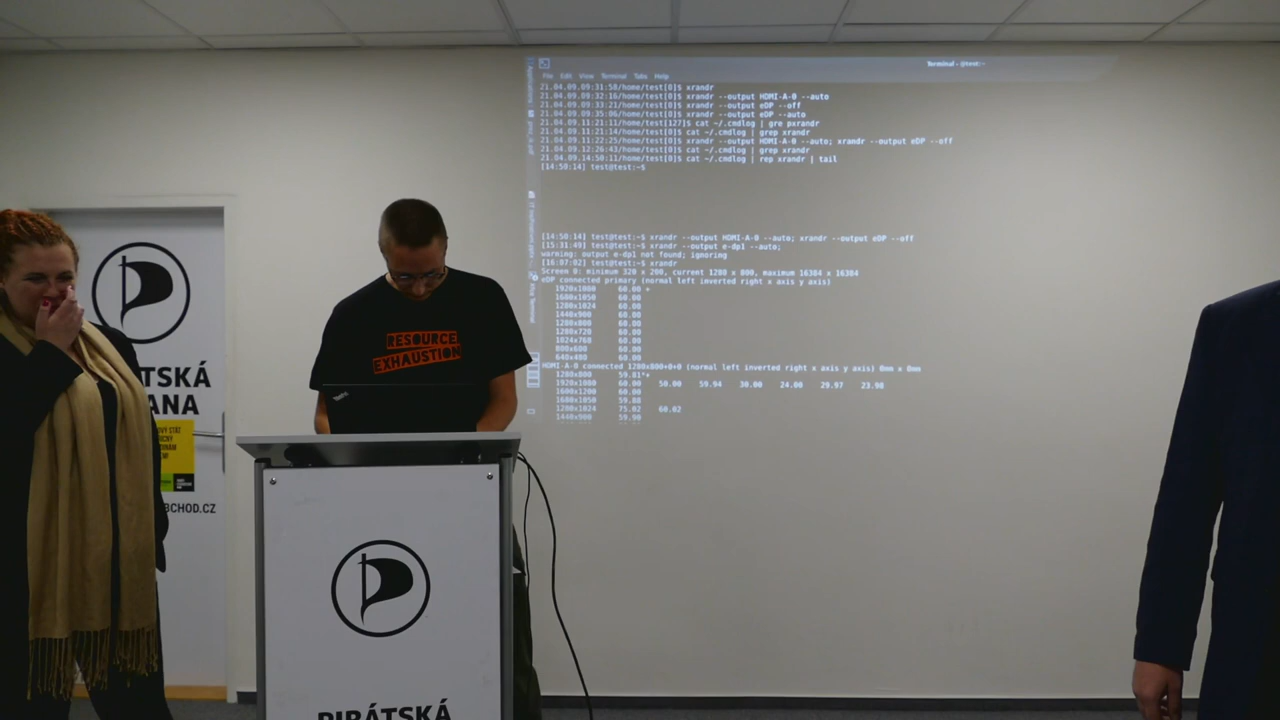 Terminal - @test:~
File Edit View Terminal Tabs Help
21.04.09.09:31:58/home/test[0]$ xrandr
21.04.09.09:32:16/home/test[0]$ xrandr --output HDMI-A-0 --auto
21.04.09.09:33:21/home/test[0]$ xrandr --output eDP --off
21.04.09.09:35:06/home/test[0]$ xrandr --output eDP --auto
21.04.09.11:21:11/home/test[127]$ cat ~/.cmdlog | gre pxrandr
21.04.09.11:21:14/home/test[0]$ cat ~/.cmdlog | grep xrandr
21.04.09.11:22:25/home/test[0]$ xrandr --output HDMI-A-0 --auto; xrandr --output eDP --off
21.04.09.12:26:43/home/test[0]$ cat ~/.cmdlog | grep xrandr
21.04.09.14:50:11/home/test[0]$ cat ~/.cmdlog | rep xrandr | tail
[14:50:14] test@test:~$
[14:50:14] test@test:~$ xrandr --output HDMI-A-0 --auto; xrandr --output eDP --off
[15:31:49] test@test:~$ xrandr --output e-dp1 --auto;
warning: output e-dp1 not found; ignoring
[16:07:02] test@test:~$ xrandr
Screen 0: minimum 320 x 200, current 1280 x 800, maximum 16384 x 16384
eDP connected primary (normal left inverted right x axis y axis)
1920x1080 60.00 +
1680x1050 60.00
1280x1024 60.00
1440x900 60.00
1280x800 60.00
1280x720 60.00
1024x768 60.00
800x600 60.00
640x480 60.00
HDMI-A-0 connected 1280x800+0+0 (normal left inverted right x axis y axis) 0mm x 0mm
1280x800 59.81*+
1920x1080 60.00 50.00 59.94 30.00 24.00 29.97 23.98
1600x1200 60.00
1680x1050 59.88
1280x1024 75.02 60.02
1440x900 59.90
RESOURCE
EXHAUSTION
ThinkPad
TSKÁ
ANA
OVÝ STÁT
BCHOD.CZ
PIRÁTSKÁ